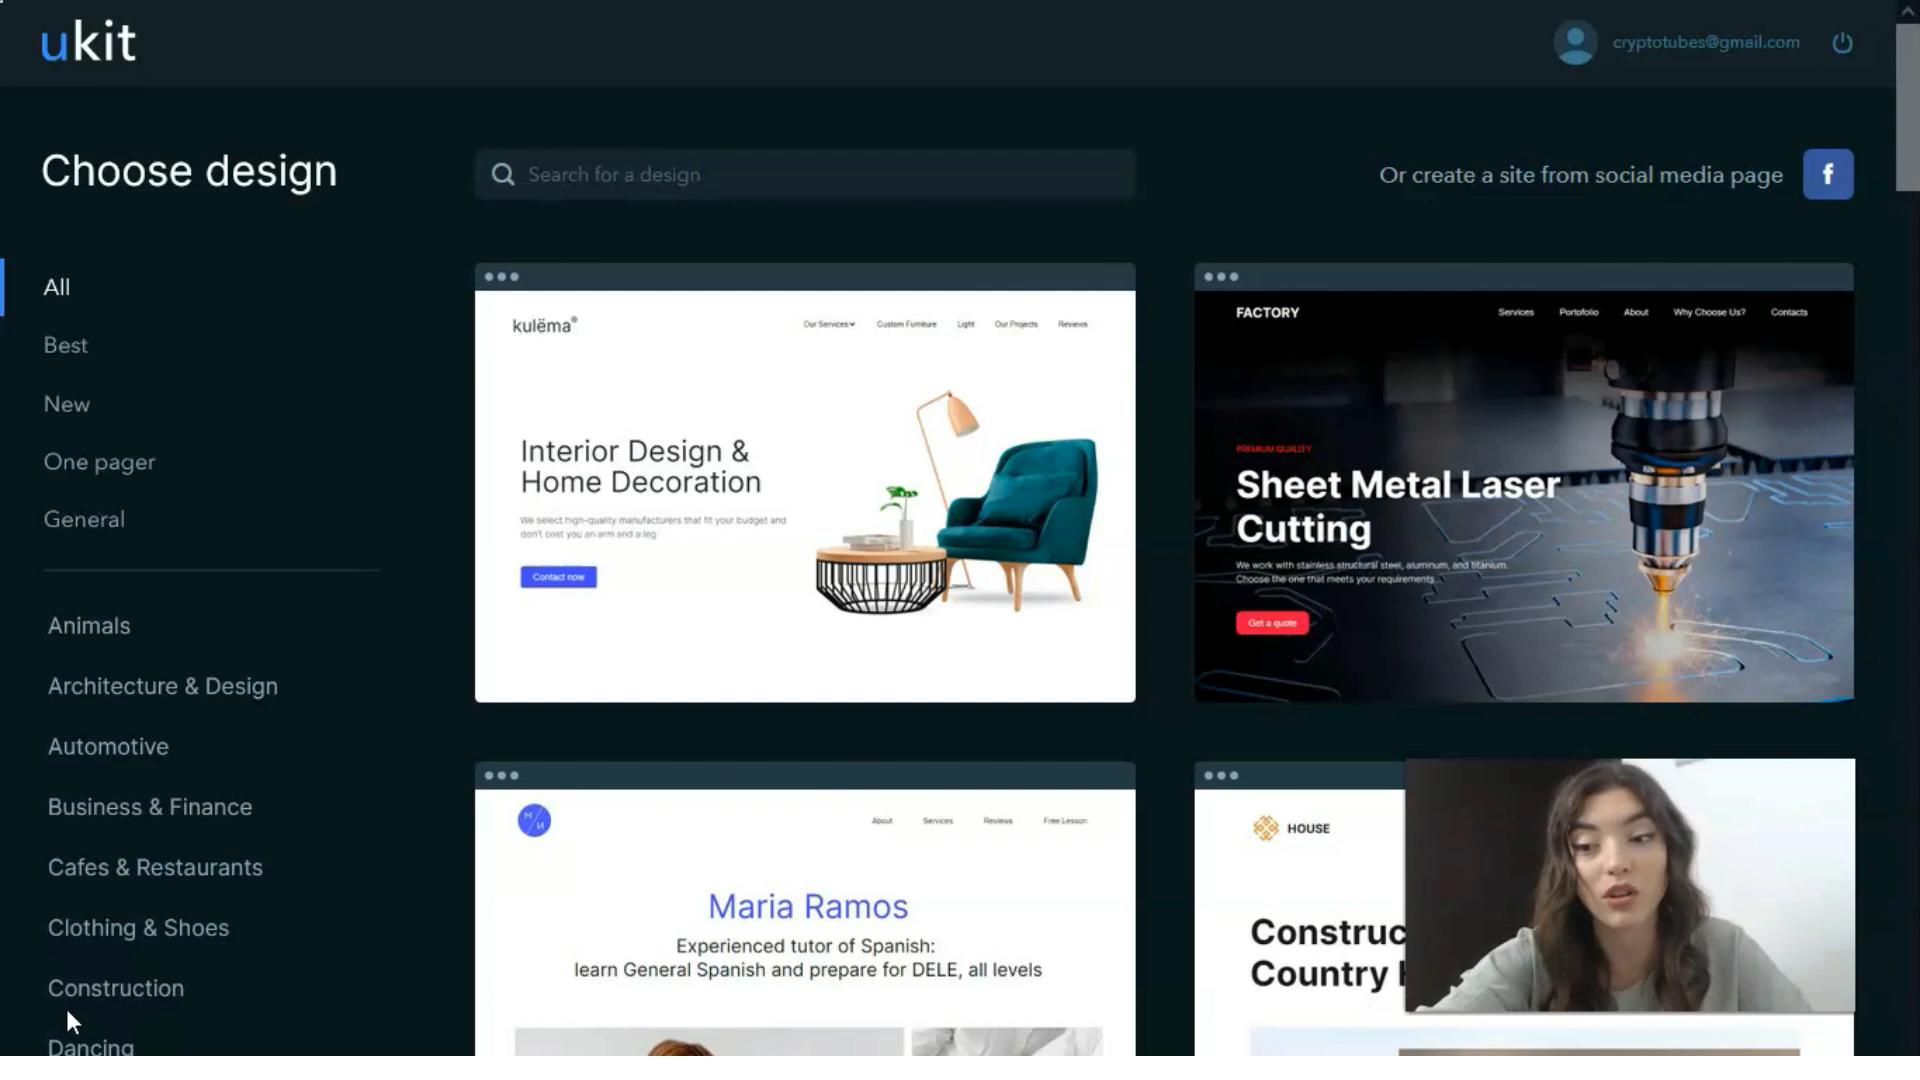 ukit
cryptotubes@gmail.com
Choose design
Search for a design
Or create a site from social media page
f
All
Best
New
One pager
General
Animals
Architecture & Design
Automotive
Business & Finance
Cafes & Restaurants
Clothing & Shoes
Construction
Dancing
kulëma®
Our Services Custom Furniture Light Our Projects Reviews
Interior Design &
Home Decoration
We select high-quality manufacturers that fit your budget and
don't cost you an arm and a leg
Contact now
FACTORY
Services Portofolio About Why Choose Us? Contacts
PREMIUM QUALITY
Sheet Metal Laser
Cutting
We work with stainless structural steel, aluminum, and titanium.
Choose the one that meets your requirements.
Get a quote
About Services Reviews Free Lesson
Maria Ramos
Experienced tutor of Spanish:
learn General Spanish and prepare for DELE, all levels
HOUSE
Construc
Country